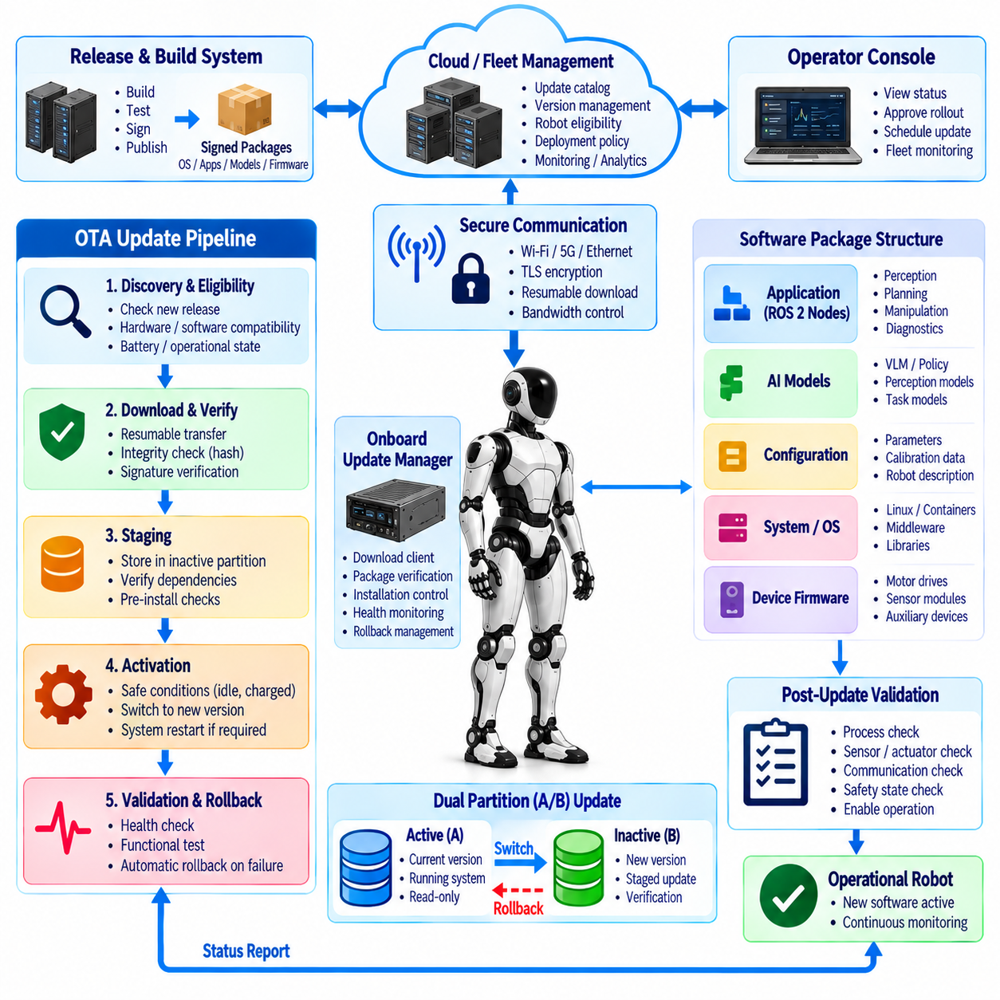 Release & Build System
• Build
• Test
• Sign
• Publish
Signed Packages
OS / Apps / Models / Firmware
Cloud / Fleet Management
• Update catalog
• Version management
• Robot eligibility
• Deployment policy
• Monitoring / Analytics
Operator Console
• View status
• Approve rollout
• Schedule update
• Fleet monitoring
OTA Update Pipeline
1. Discovery & Eligibility
• Check new release
• Hardware / software compatibility
• Battery / operational state
2. Download & Verify
• Resumable transfer
• Integrity check (hash)
• Signature verification
3. Staging
• Store in inactive partition
• Verify dependencies
• Pre-install checks
4. Activation
• Safe conditions (idle, charged)
• Switch to new version
• System restart if required
5. Validation & Rollback
• Health check
• Functional test
• Automatic rollback on failure
Secure Communication
• Wi-Fi / 5G / Ethernet
• TLS encryption
• Resumable download
• Bandwidth control
Onboard
Update Manager
• Download client
• Package verification
• Installation control
• Health monitoring
• Rollback management
Software Package Structure
Application
(ROS 2 Nodes)
• Perception
• Planning
• Manipulation
• Diagnostics
AI Models
• VLM / Policy
• Perception models
• Task models
Configuration
• Parameters
• Calibration data
• Robot description
System / OS
• Linux / Containers
• Middleware
• Libraries
Device Firmware
• Motor drives
• Sensor modules
• Auxiliary devices
Post-Update Validation
• Process check
• Sensor / actuator check
• Communication check
• Safety state check
• Enable operation
Dual Partition (A/B) Update
Active (A)
• Current version
• Running system
• Read-only
Switch
Rollback
Inactive (B)
• New version
• Staged update
• Verification
Operational Robot
• New software active
• Continuous monitoring
Status Report